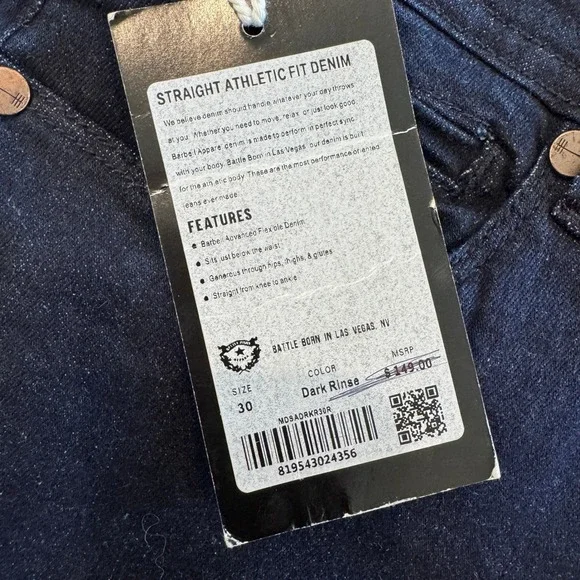 STRAIGHT ATHLETIC FIT DENIM
We believe denim should handle whatever your day throws
at you. Whether you need to move, relax, or just look good,
Barbell Apparel denim is made to perform in perfect sync
with your body. Battle Born in Las Vegas, our denim is built
for the athletic body. These are the most performance oriented
jeans ever made.
FEATURES
• Barbell Advanced Flexible Denim
• Sits just below the waist
• Generous through hips, thighs, & glutes
• Straight from knee to ankle
BATTLE BORN IN LAS VEGAS, NV
SIZE COLOR MSRP
30 Dark Rinse $149.00
MDSADRKR30R
819543024356